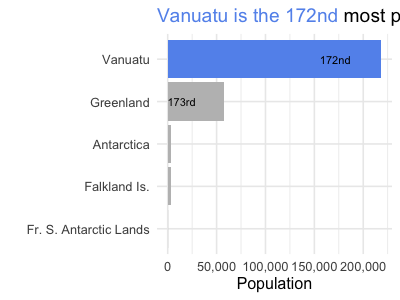 Vanuatu is the 172nd most p
Vanuatu
172nd
Greenland
173rd
Antarctica
Falkland Is.
Fr. S. Antarctic Lands
0
50,000
100,000
150,000
200,000
Population